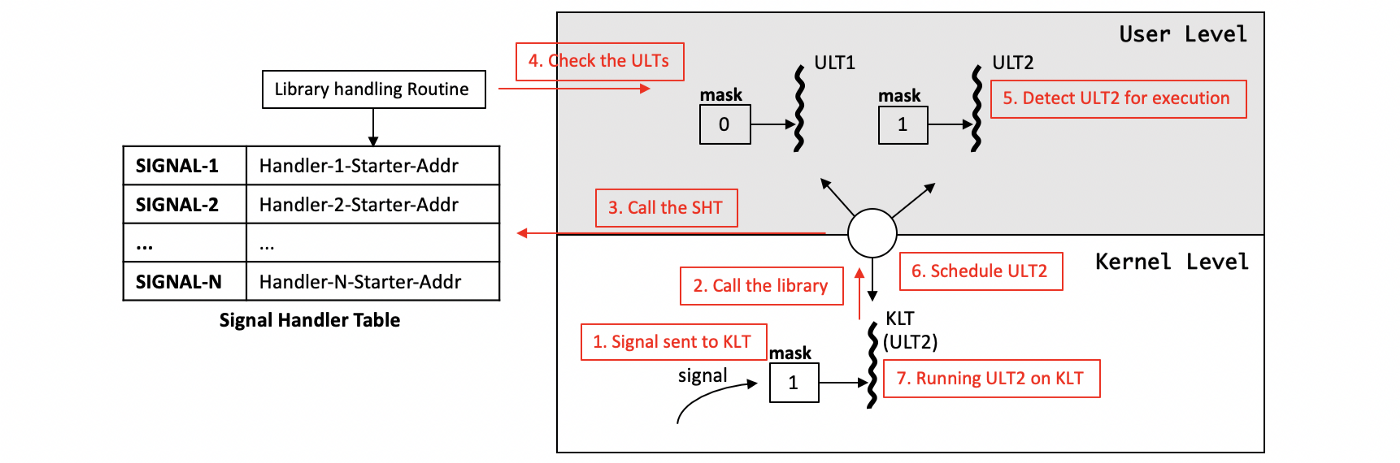 User Level
4. Check the ULTs
ULT1
ULT2
Library handling Routine
mask
mask
5. Detect ULT2 for execution
0
1
SIGNAL-1 Handler-1-Starter-Addr
SIGNAL-2 Handler-2-Starter-Addr
... ...
SIGNAL-N Handler-N-Starter-Addr
Signal Handler Table
3. Call the SHT
Kernel Level
6. Schedule ULT2
2. Call the library
KLT
(ULT2)
1. Signal sent to KLT
mask
signal
1
7. Running ULT2 on KLT